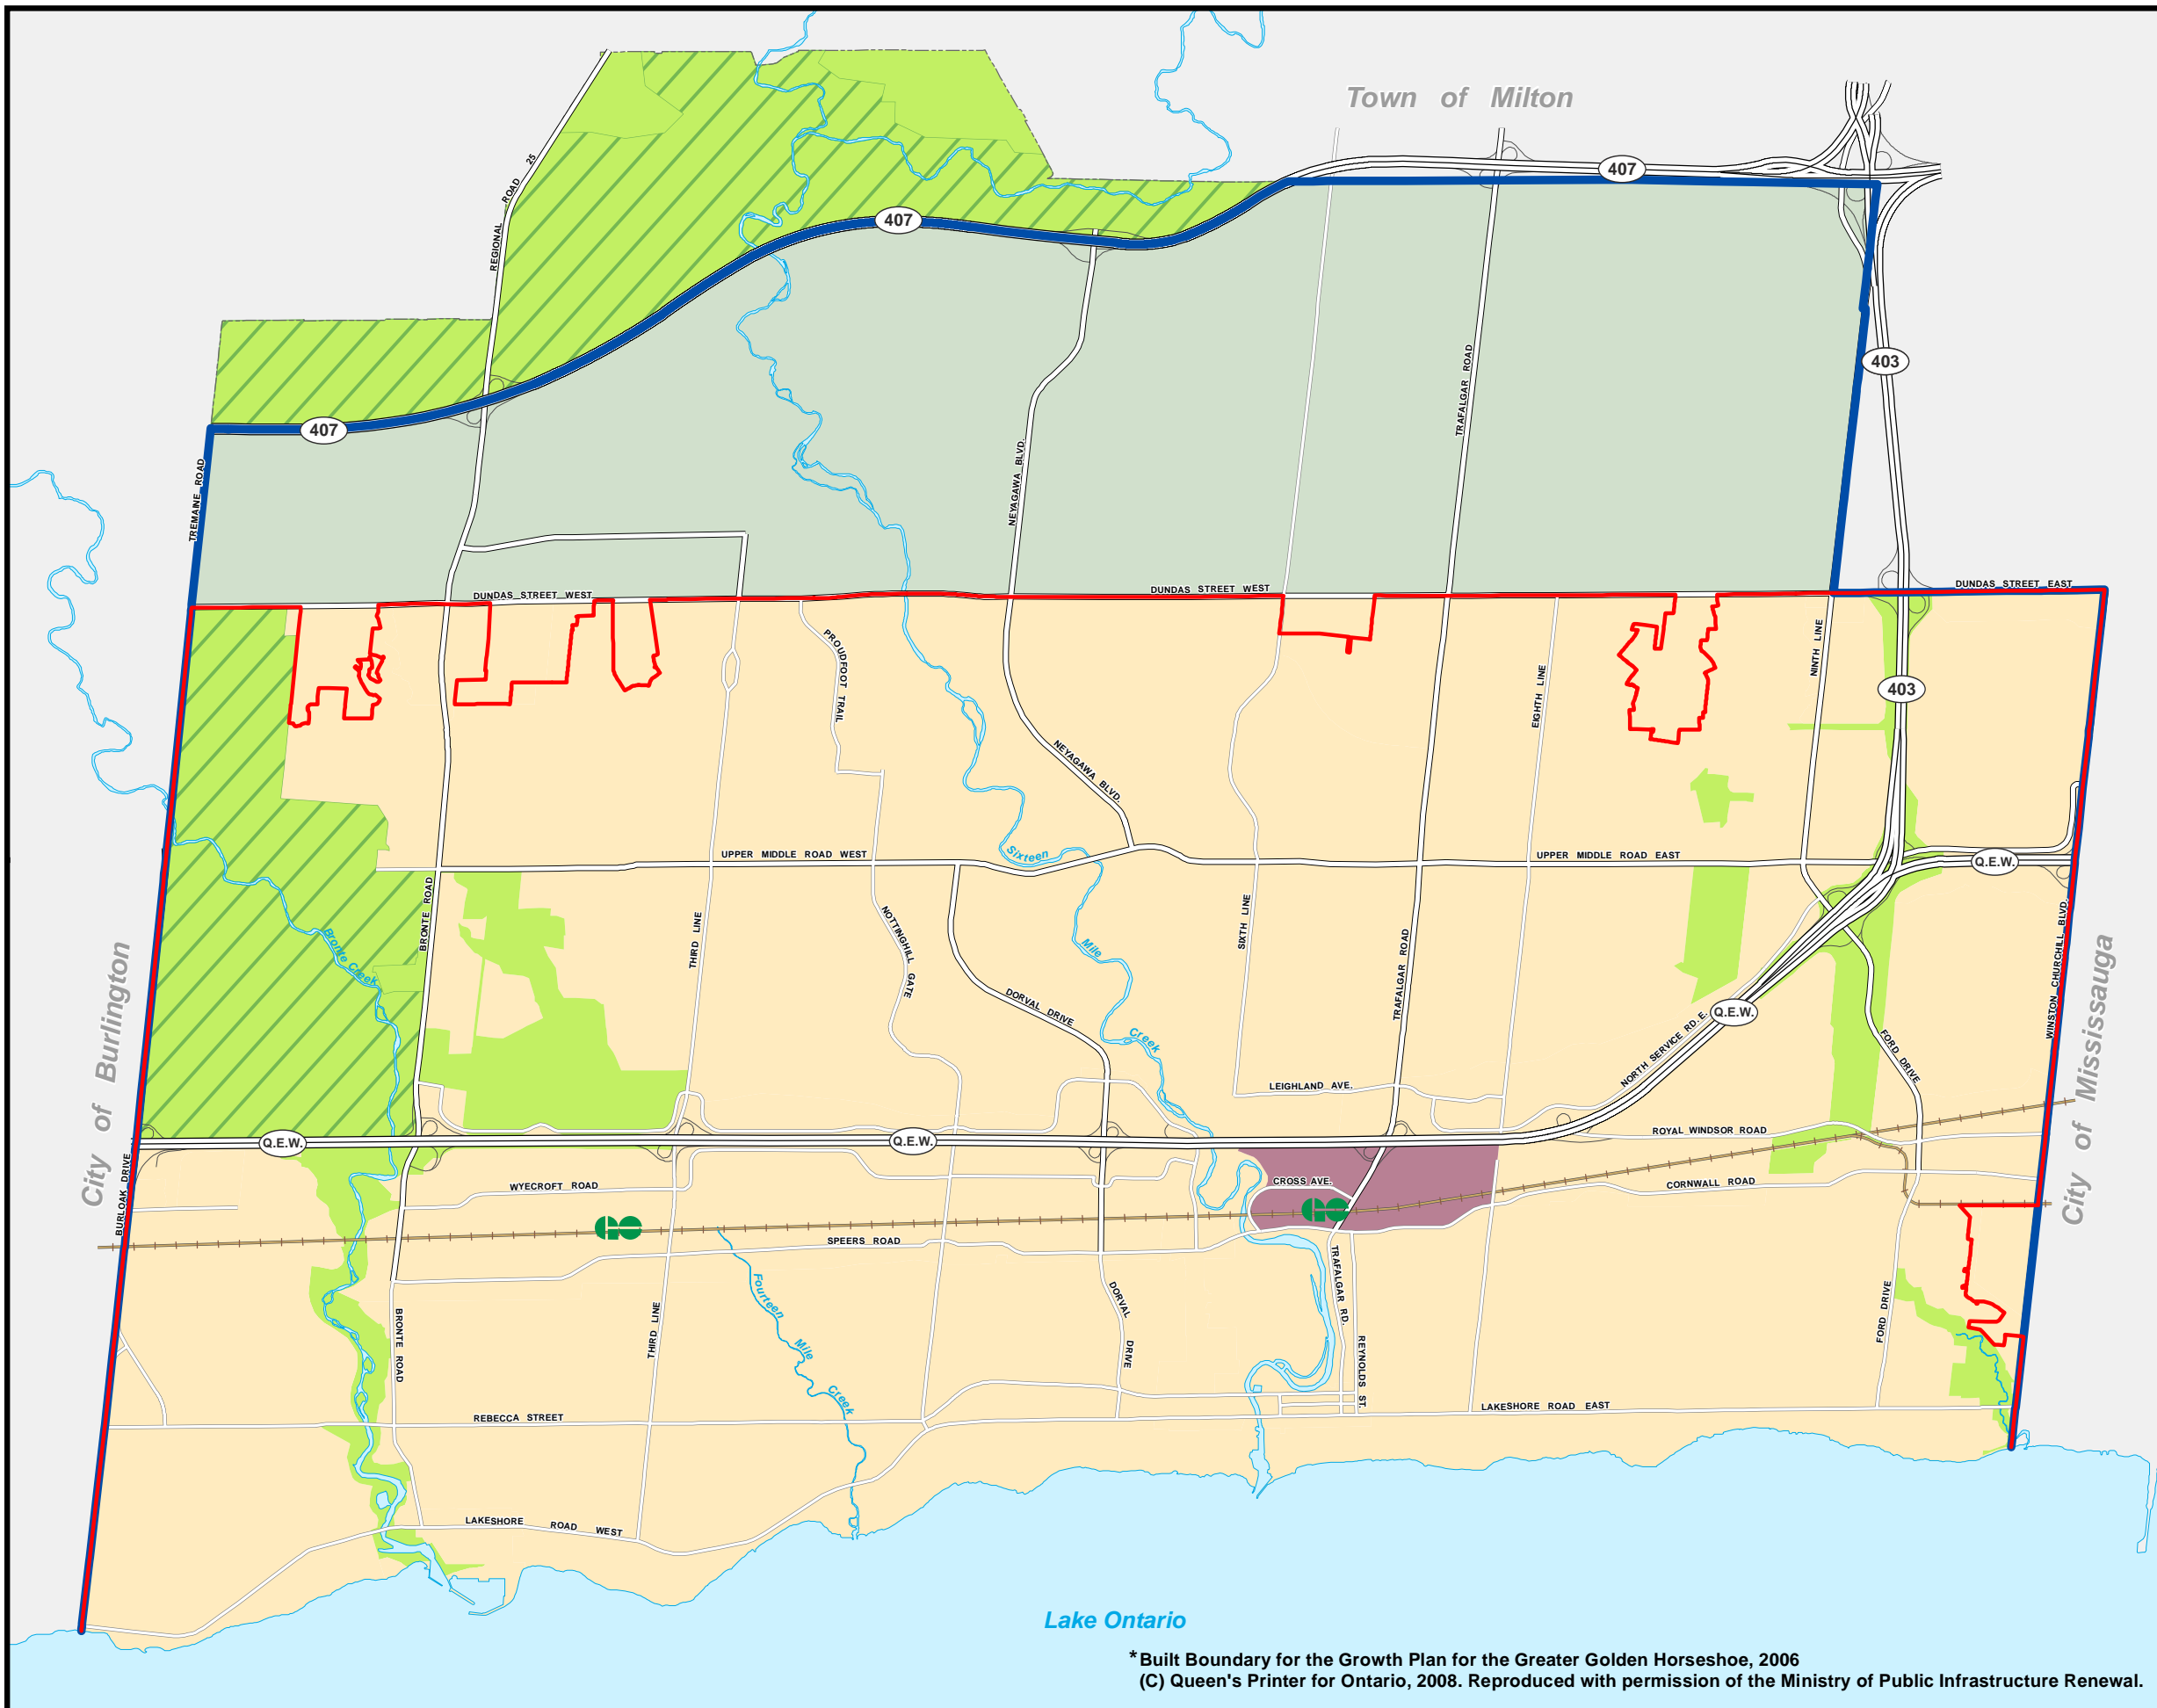 Town of Milton
407
REGIONAL ROAD 25
407
403
TRAFALGAR ROAD
407
NEYAGAWA BLVD.
TREMAINE ROAD
DUNDAS STREET EAST
DUNDAS STREET WEST
DUNDAS STREET WEST
NINTH LINE
PROUDFOOT TRAIL
EIGHTH LINE
403
NEYAGAWA BLVD.
Sixteen
UPPER MIDDLE ROAD WEST
UPPER MIDDLE ROAD EAST
Q.E.W.
BRONTE ROAD
THIRD LINE
NOTTINGHILL GATE
SIXTH LINE
Mile
WINSTON CHURCHILL BLVD.
Bronte Creek
TRAFALGAR ROAD
DORVAL DRIVE
City of Burlington
City of Mississauga
Q.E.W.
Creek
NORTH SERVICE RD. E.
FORD DRIVE
LEIGHLAND AVE.
ROYAL WINDSOR ROAD
Q.E.W.
Q.E.W.
BURLOAK DRIVE
WYECROFT ROAD
CROSS AVE.
CORNWALL ROAD
GO
GO
SPEERS ROAD
Fourteen
Mile
Creek
DORVAL DRIVE
TRAFALGAR RD.
FORD DRIVE
BRONTE ROAD
THIRD LINE
REYNOLDS ST.
REBECCA STREET
LAKESHORE ROAD EAST
LAKESHORE ROAD WEST
Lake Ontario
*Built Boundary for the Growth Plan for the Greater Golden Horseshoe, 2006
(C) Queen's Printer for Ontario, 2008. Reproduced with permission of the Ministry of Public Infrastructure Renewal.